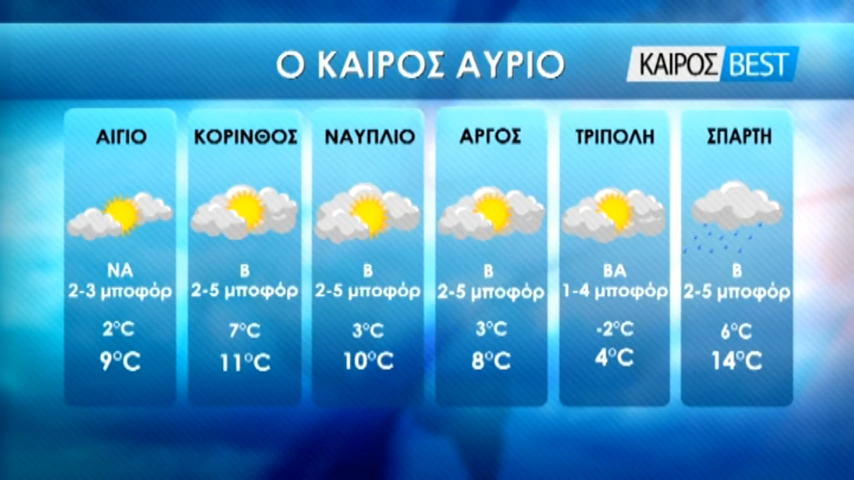 Ο ΚΑΙΡΟΣ ΑΥΡΙΟ
ΚΑΙΡΟΣ BEST
ΑΙΓΙΟ
ΝΑ
2-3 μποφόρ
2°C
9°C
ΚΟΡΙΝΘΟΣ
Β
2-5 μποφόρ
7°C
11°C
ΝΑΥΠΛΙΟ
Β
2-5 μποφόρ
3°C
10°C
ΑΡΓΟΣ
Β
2-5 μποφόρ
3°C
8°C
ΤΡΙΠΟΛΗ
ΒΑ
1-4 μποφόρ
-2°C
4°C
ΣΠΑΡΤΗ
Β
2-5 μποφόρ
6°C
14°C